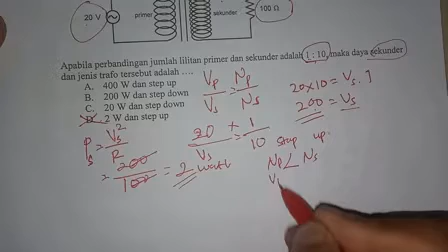 20 V
primer
sekunder
100 Ω
Apabila perbandingan jumlah lilitan primer dan sekunder adalah 1 : 10, maka daya sekunder
dan jenis trafo tersebut adalah ....
A. 400 W dan step up
B. 200 W dan step down
C. 20 W dan step down
D. 2 W dan step up
Vp/Vs = Np/Ns
20/Vs = 1/10
20 x 10 = Vs. 1
200 = Vs
Ps = Vs²/R
= 200/100 = 2 watt
step up
Np < Ns